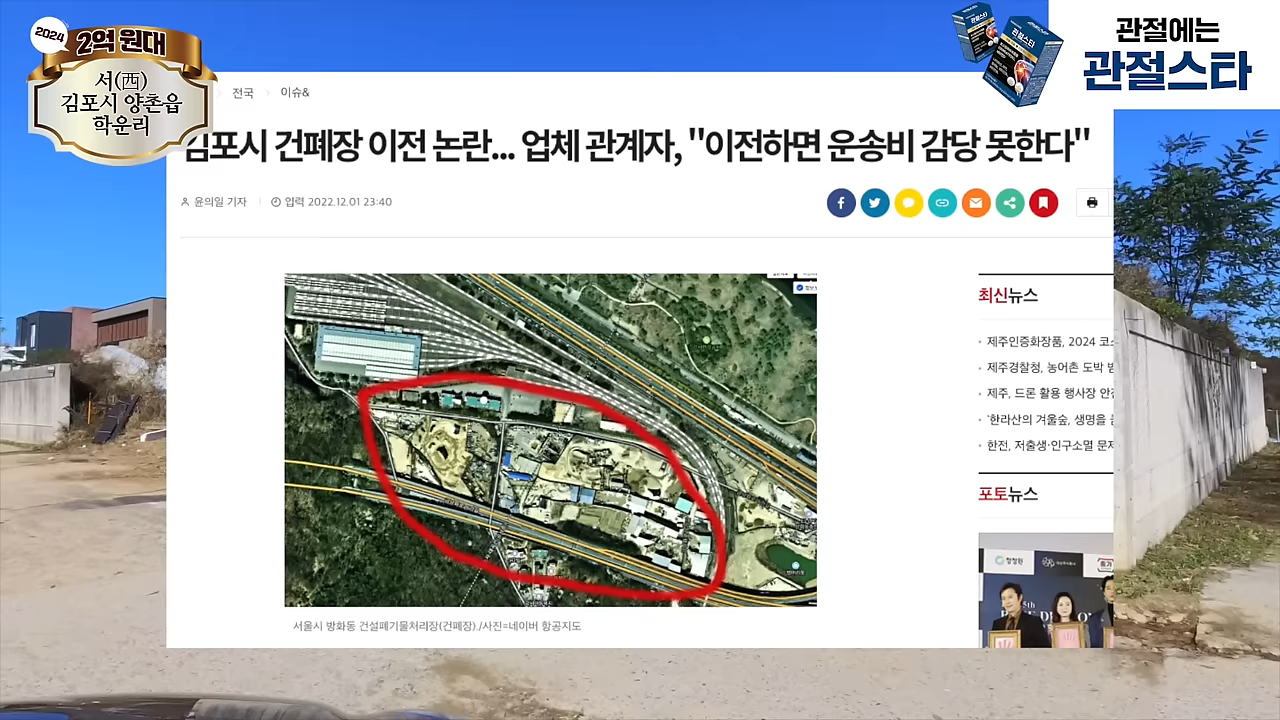 2024
2억 원대
서(西)
김포시 양촌읍
학운리
관절에는
관절스타
관절스타
전국 이슈&
김포시 건폐장 이전 논란... 업체 관계자, "이전하면 운송비 감당 못한다"
윤의일 기자 입력 2022.12.01 23:40
최신뉴스
제주인증화장품, 2024 코
제주경찰청, 농어촌 도박
제주, 드론 활용 행사장
'한라산의 겨울숲, 생명을
한전, 저출생·인구소멸
포토뉴스
청정원
서울시 방화동 건설폐기물처리장(건폐장)./사진=네이버 항공지도